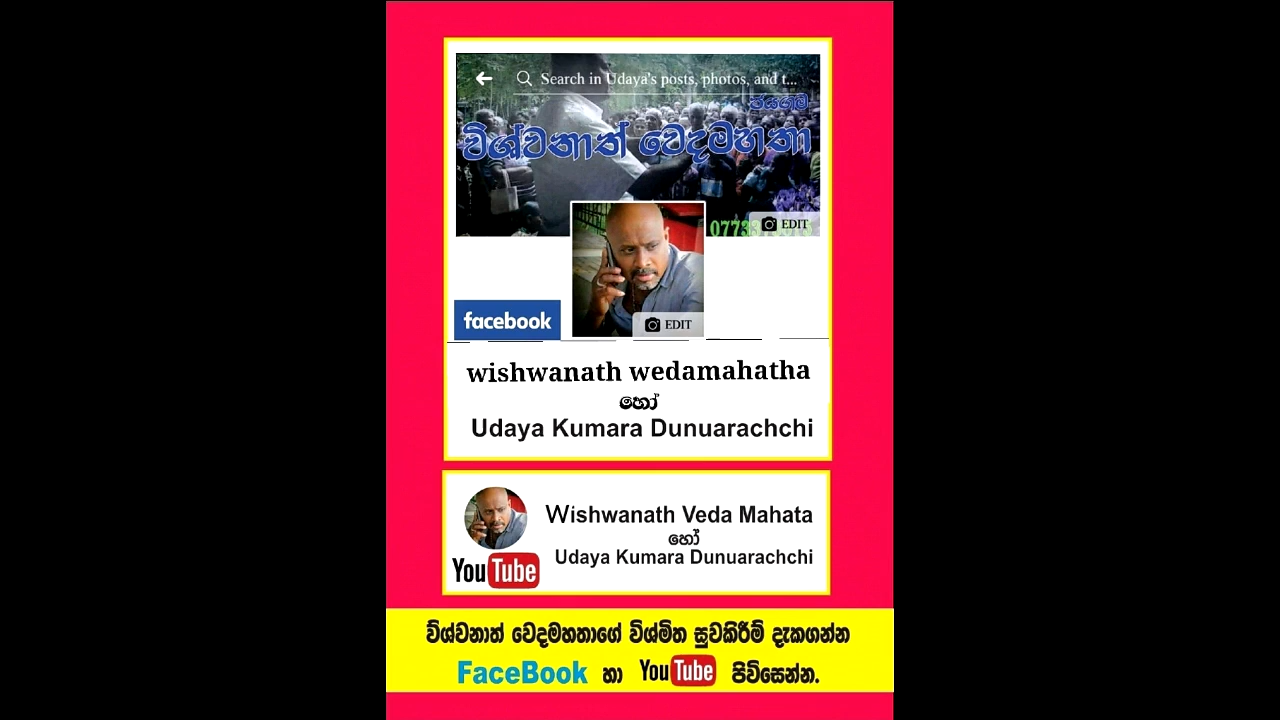 Search in Udaya's posts, photos, and t...
ජයගුම්
විශ්වනාත් වෙදමහතා
EDIT
EDIT
facebook
wishwanath wedamahatha
හෝ
Udaya Kumara Dunuarachchi
Wishwanath Veda Mahata
හෝ
Udaya Kumara Dunuarachchi
YouTube
විශ්වනාත් වෙදමහතාගේ විශ්මිත සුවකිරීම් දැකගන්න
FaceBook හා YouTube පිවිසෙන්න.